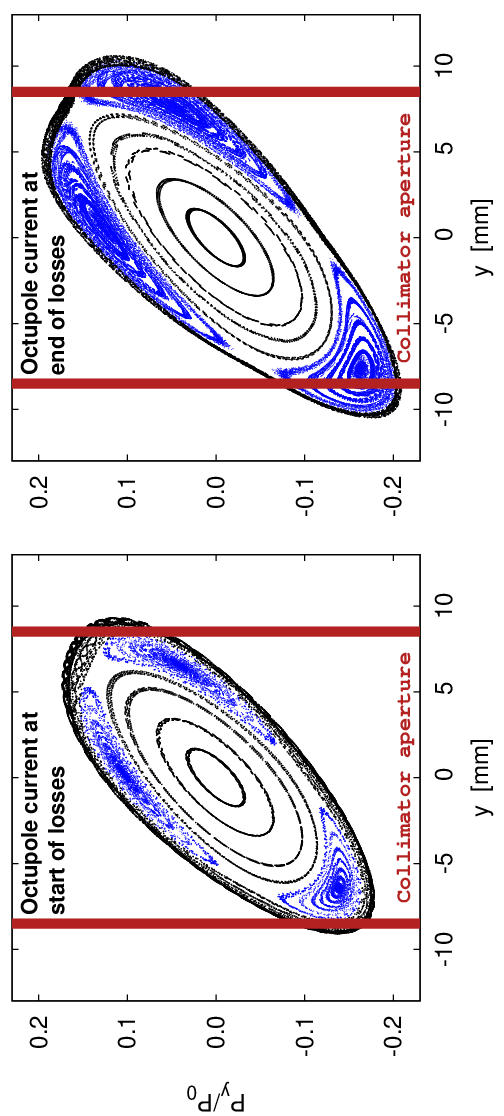 Octupole current at
start of losses
Collimator aperture
0.2
0.1
0.0
-0.1
-0.2
-10
-5
0
5
10
y [mm]
P_y/P_0
Octupole current at
end of losses
Collimator aperture
0.2
0.1
0.0
-0.1
-0.2
-10
-5
0
5
10
y [mm]